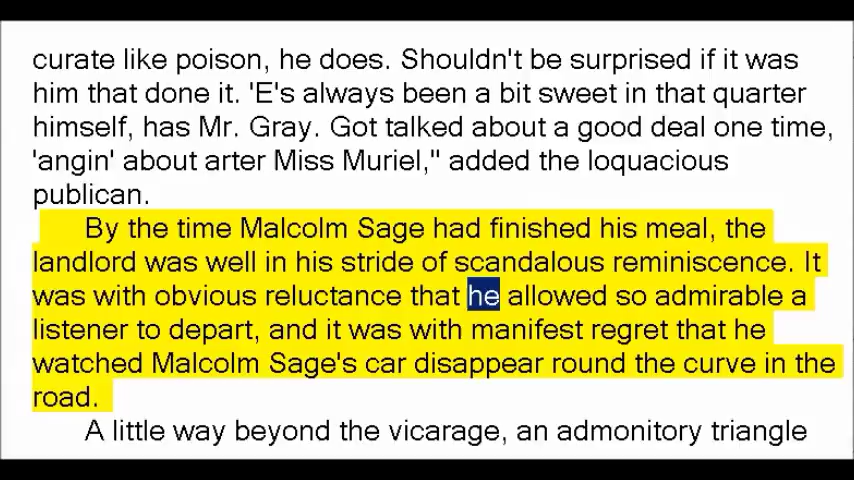 curate like poison, he does. Shouldn't be surprised if it was
him that done it. 'E's always been a bit sweet in that quarter
himself, has Mr. Gray. Got talked about a good deal one time,
'angin' about arter Miss Muriel," added the loquacious
publican.
By the time Malcolm Sage had finished his meal, the
landlord was well in his stride of scandalous reminiscence. It
was with obvious reluctance that he allowed so admirable a
listener to depart, and it was with manifest regret that he
watched Malcolm Sage's car disappear round the curve in the
road.
A little way beyond the vicarage, an admonitory triangle